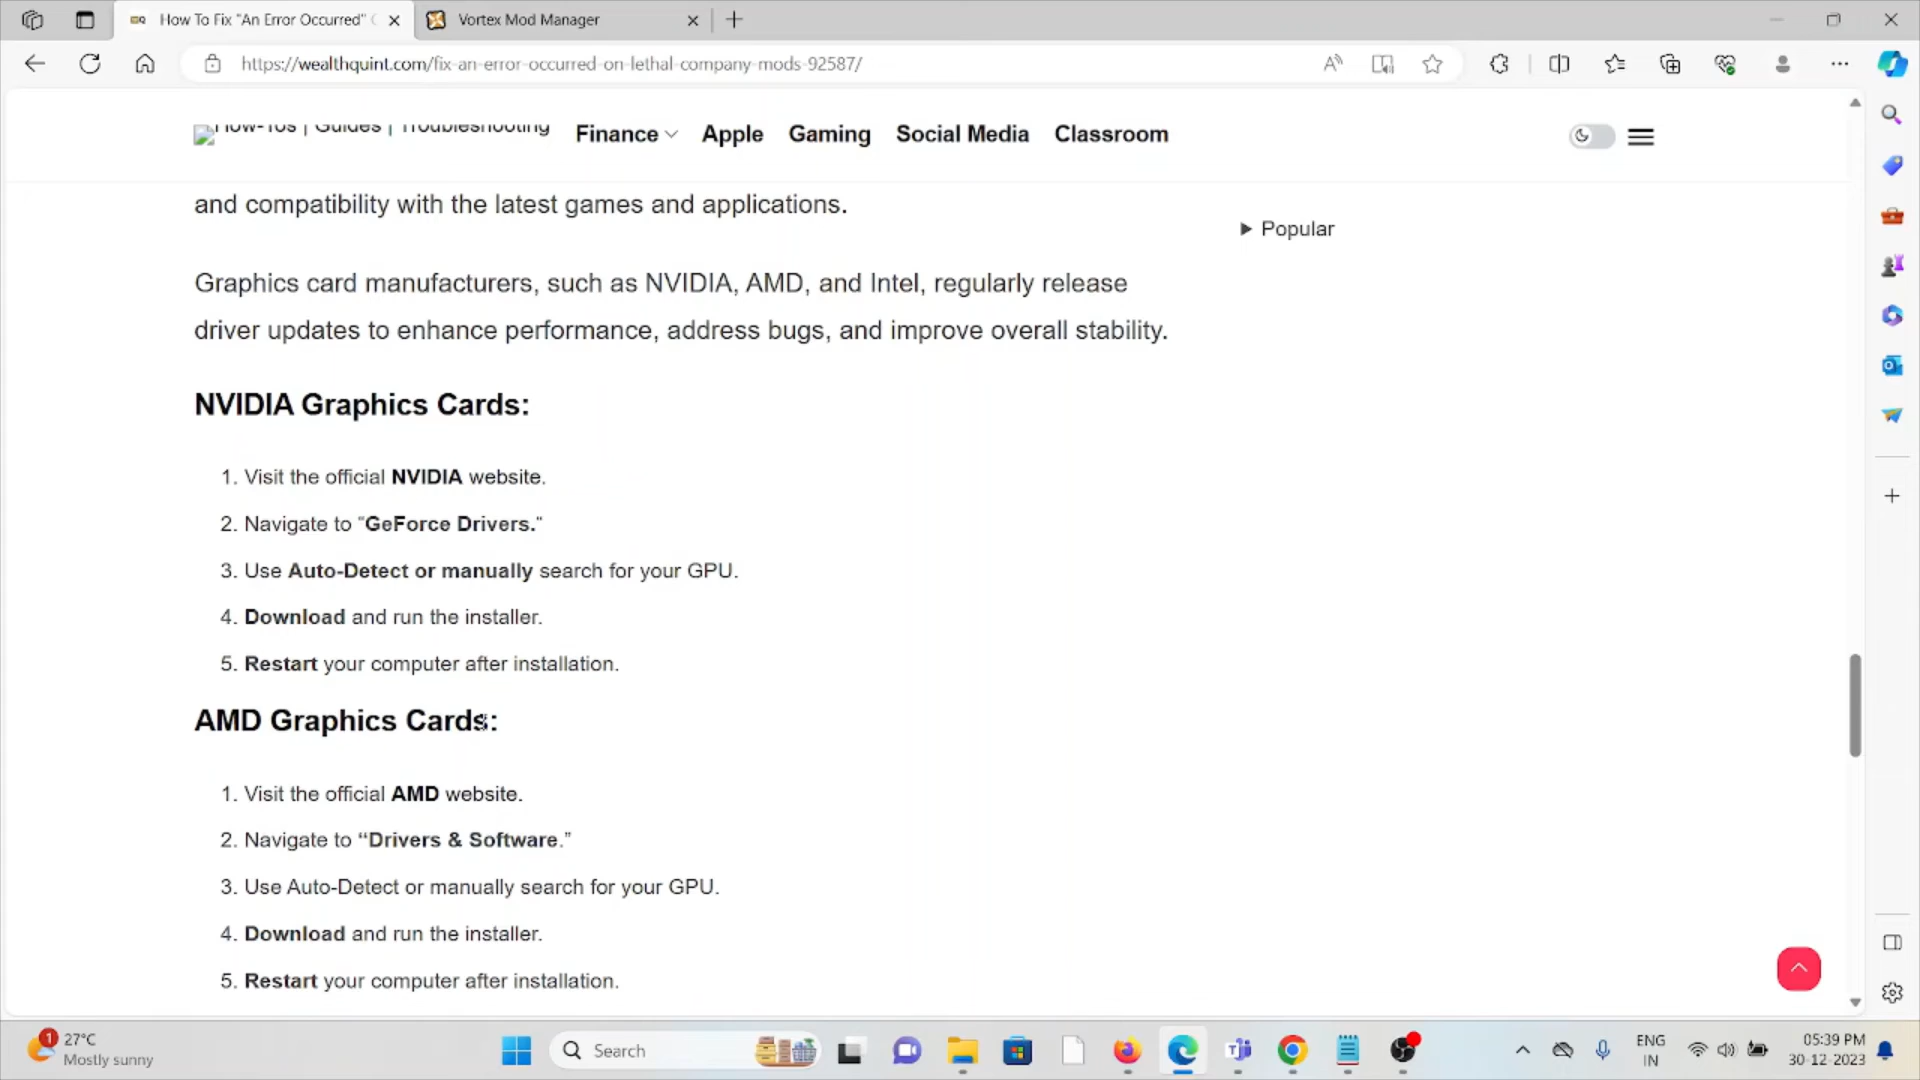 How To Fix "An Error Occurred"
Vortex Mod Manager
https://wealthquint.com/fix-an-error-occurred-on-lethal-company-mods-92587/
How-Tos | Guides | Troubleshooting
Finance
Apple
Gaming
Social Media
Classroom
and compatibility with the latest games and applications.
Popular
Graphics card manufacturers, such as NVIDIA, AMD, and Intel, regularly release
driver updates to enhance performance, address bugs, and improve overall stability.
NVIDIA Graphics Cards:
1. Visit the official NVIDIA website.
2. Navigate to “GeForce Drivers.“
3. Use Auto-Detect or manually search for your GPU.
4. Download and run the installer.
5. Restart your computer after installation.
AMD Graphics Cards:
1. Visit the official AMD website.
2. Navigate to “Drivers & Software.”
3. Use Auto-Detect or manually search for your GPU.
4. Download and run the installer.
5. Restart your computer after installation.
1
27°C
Mostly sunny
Search
ENG
IN
05:39 PM
30-12-2023